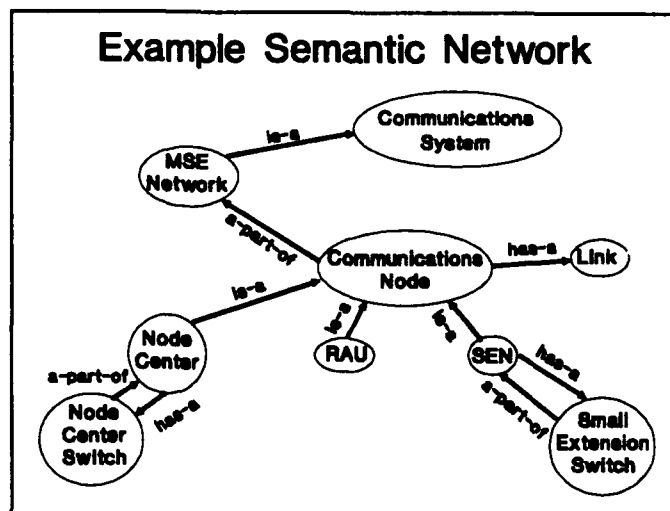 Example Semantic Network
is-a
Communications
System
MSE
Network
a-part-of
Communications
Node
has-a
Link
is-a
Node
Center
is-a
RAU
is-a
SEN
has-a
a-part-of
a-part-of
has-a
Node
Center
Switch
Small
Extension
Switch